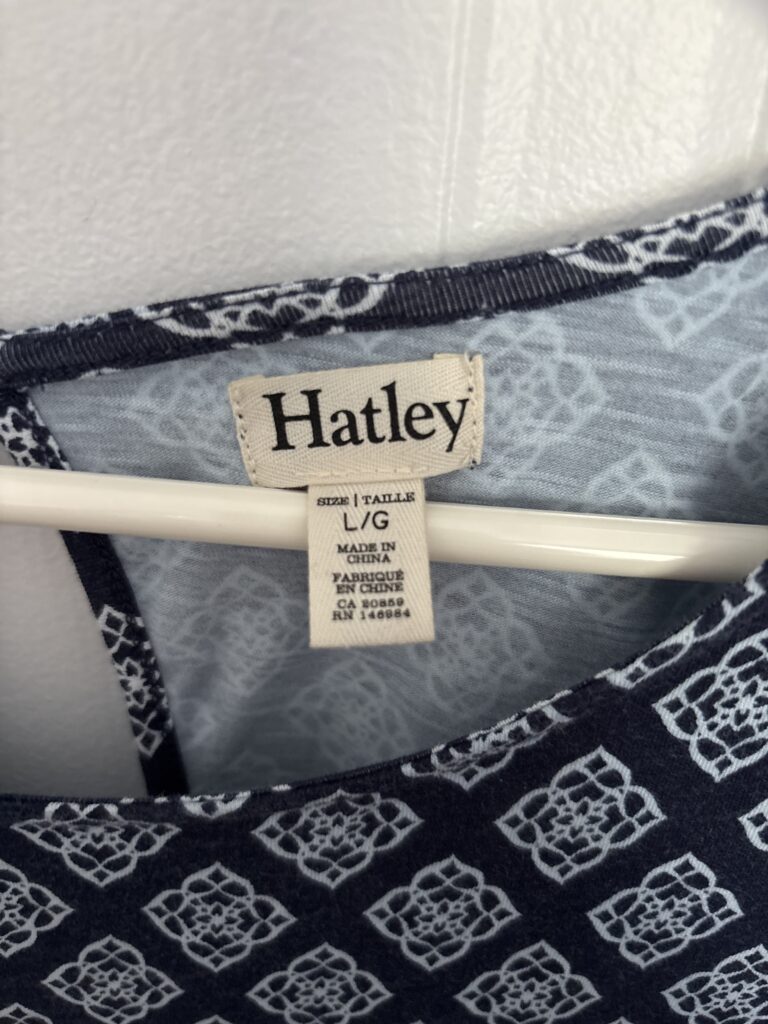 Hatley
SIZE | TAILLE
L/G
MADE IN
CHINA
FABRIQUÉ
EN CHINE
CA 20859
RN 146984